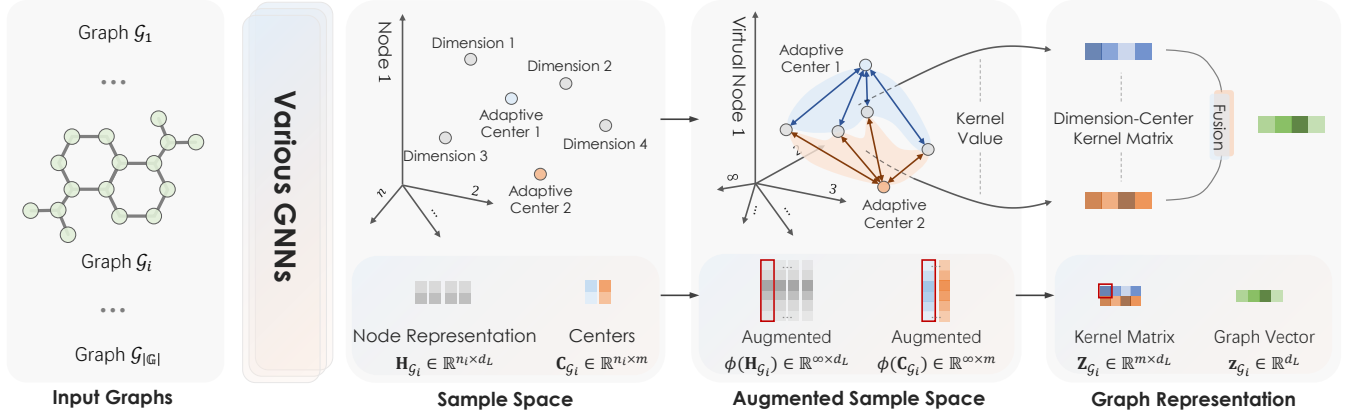 Graph 𝒢₁
...
Graph 𝒢ᵢ
...
Graph 𝒢|𝔾|
Input Graphs
Various GNNs
Node 1
Dimension 1
Dimension 2
Adaptive
Center 1
Dimension 3
Dimension 4
n
2
...
Adaptive
Center 2
Node Representation
H𝒢ᵢ ∈ ℝ^{nᵢ×d_L}
Centers
C𝒢ᵢ ∈ ℝ^{nᵢ×m}
Sample Space
Virtual Node 1
Adaptive
Center 1
2
3
∞
...
...
Adaptive
Center 2
...
...
Augmented
ϕ(H𝒢ᵢ) ∈ ℝ^{∞×d_L}
Augmented
ϕ(C𝒢ᵢ) ∈ ℝ^{∞×m}
Augmented Sample Space
Kernel
Value
Dimension-Center
Kernel Matrix
Fusion
Kernel Matrix
Z𝒢ᵢ ∈ ℝ^{m×d_L}
Graph Vector
z𝒢ᵢ ∈ ℝ^{d_L}
Graph Representation